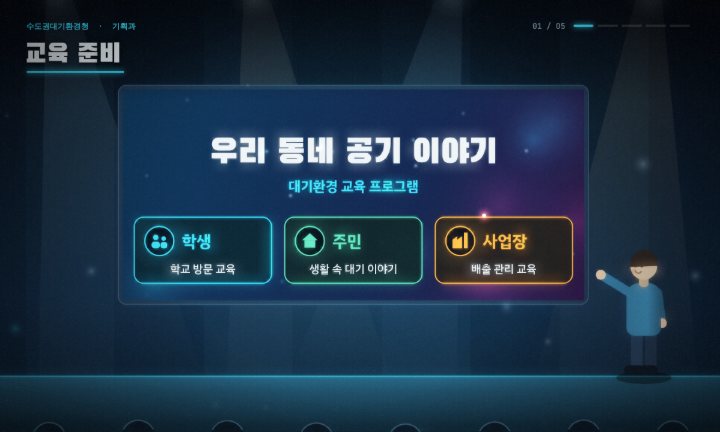 수도권대기환경청 · 기획과
01 / 05
교육 준비
우리 동네 공기 이야기
대기환경 교육 프로그램
학생
학교 방문 교육
주민
생활 속 대기 이야기
사업장
배출 관리 교육